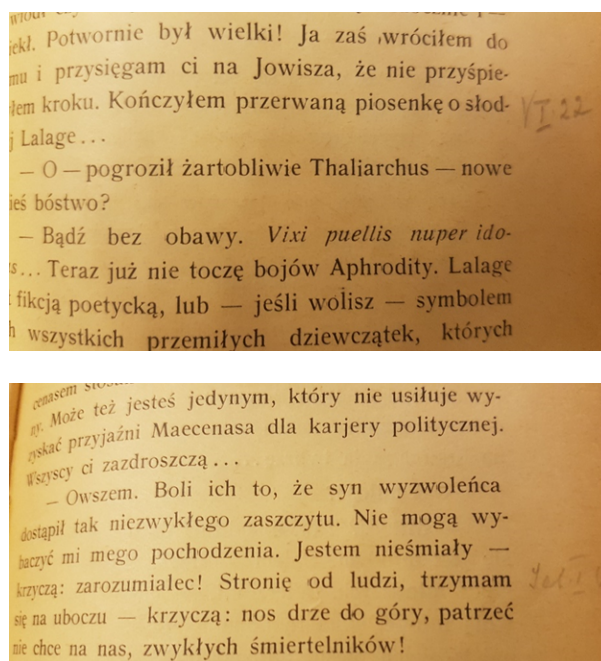 Potwornie był wielki! Ja zaś wróciłem do
i przysięgam ci na Jowisza, że nie przyśpie-
kroku. Kończyłem przerwaną piosenkę o słod-
Lalage...
— O — pogroził żartobliwie Thaliarchus — nowe
bóstwo?
— Bądź bez obawy. Vixi puellis nuper ido-
... Teraz już nie toczę bojów Aphrodity. Lalage
fikcją poetycką, lub — jeśli wolisz — symbolem
wszystkich przemiłych dziewczątek, których
I.22
cenasem
ny. Może też jesteś jedynym, który nie usiłuje wy-
zyskać przyjaźni Maecenasa dla karjery politycznej.
Wszyscy ci zazdroszczą...
— Owszem. Boli ich to, że syn wyzwoleńca
dostąpił tak niezwykłego zaszczytu. Nie mogą wy-
baczyć mi mego pochodzenia. Jestem nieśmiały —
krzyczą: zarozumialec! Stronię od ludzi, trzymam
się na uboczu — krzyczą: nos drze do góry, patrzeć
nie chce na nas, zwykłych śmiertelników!